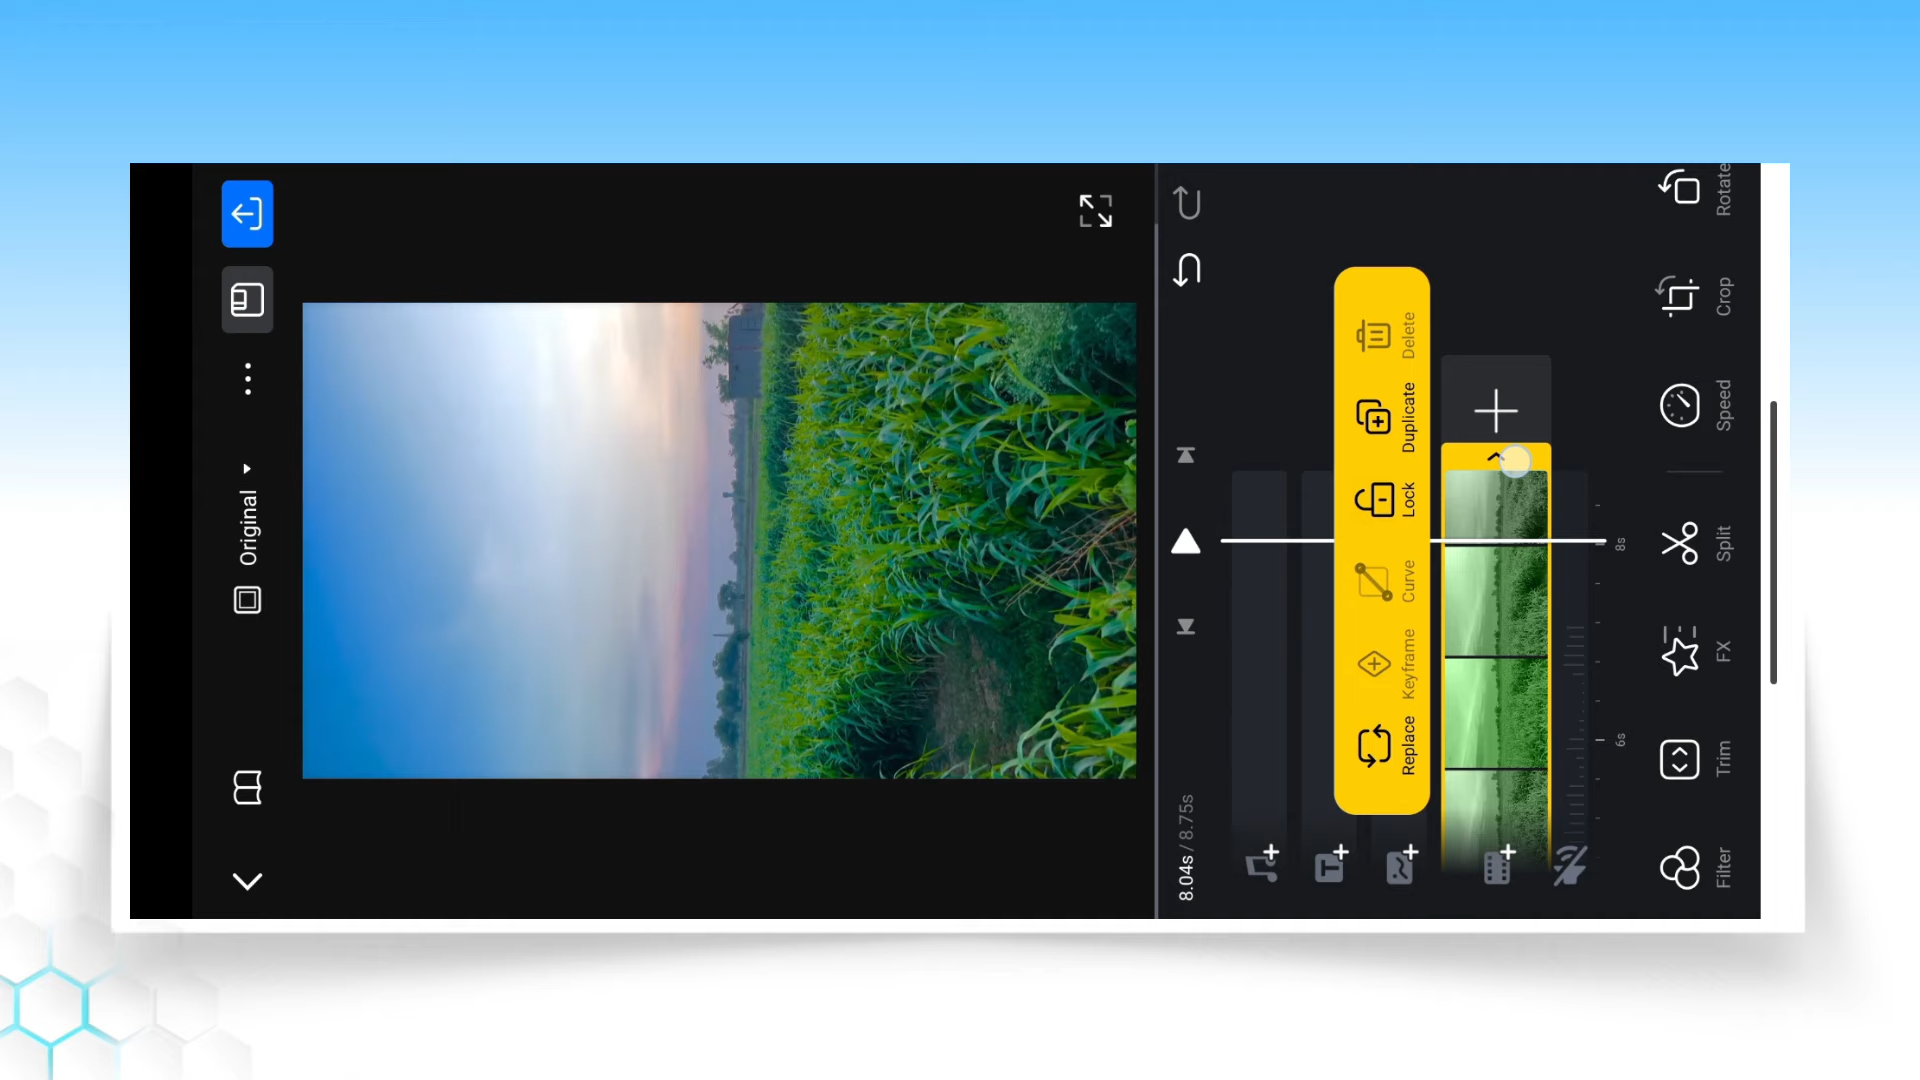 Original
8.04s / 8.75s
Replace
Keyframe
Curve
Lock
Duplicate
Delete
6s
8s
Filter
Trim
FX
Split
Speed
Crop
Rotate